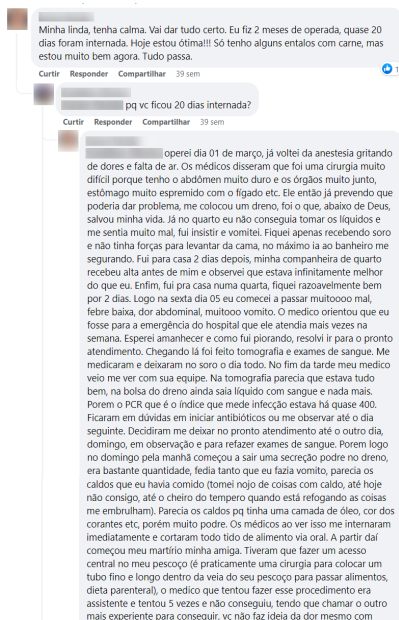 Minha linda, tenha calma. Vai dar tudo certo. Eu fiz 2 meses de operada, quase 20
dias foram internada. Hoje estou ótima!!! Só tenho alguns entalos com carne, mas
estou muito bem agora. Tudo passa.
1
Curtir Responder Compartilhar 39 sem
pq vc ficou 20 dias internada?
Curtir Responder Compartilhar 39 sem
operei dia 01 de março, já voltei da anestesia gritando
de dores e falta de ar. Os médicos disseram que foi uma cirurgia muito
difícil porque tenho o abdômen muito duro e os órgãos muito junto,
estômago muito espremido com o fígado etc. Ele então já prevendo que
poderia dar problema, me colocou um dreno, foi o que, abaixo de Deus,
salvou minha vida. Já no quarto eu não conseguia tomar os líquidos e
me sentia muito mal, fui insistir e vomitei. Fiquei apenas recebendo soro
e não tinha forças para levantar da cama, no máximo ia ao banheiro me
segurando. Fui para casa 2 dias depois, minha companheira de quarto
recebeu alta antes de mim e observei que estava infinitamente melhor
do que eu. Enfim, fui pra casa numa quarta, fiquei razoavelmente bem
por 2 dias. Logo na sexta dia 05 eu comecei a passar muitoooo mal,
febre baixa, dor abdominal, muitooo vomito. O medico orientou que eu
fosse para a emergência do hospital que ele atendia mais vezes na
semana. Esperei amanhecer e como fui piorando, resolvi ir para o pronto
atendimento. Chegando lá foi feito tomografia e exames de sangue. Me
medicaram e deixaram no soro o dia todo. No fim da tarde meu medico
veio me ver com sua equipe. Na tomografia parecia que estava tudo
bem, na bolsa do dreno ainda saía líquido com sangue e nada mais.
Porem o PCR que é o índice que mede infecção estava há quase 400.
Ficaram em dúvidas em iniciar antibióticos ou me observar até o dia
seguinte. Decidiram me deixar no pronto atendimento até o outro dia,
domingo, em observação e para refazer exames de sangue. Porem logo
no domingo pela manhã começou a sair uma secreção podre no dreno,
era bastante quantidade, fedia tanto que eu fazia vomito, parecia os
caldos que eu havia comido (tomei nojo de coisas com caldo, até hoje
não consigo, até o cheiro do tempero quando está refogando as coisas
me embrulham). Parecia os caldos pq tinha uma camada de óleo, cor dos
corantes etc, porém muito podre. Os médicos ao ver isso me internaram
imediatamente e cortaram todo tido de alimento via oral. A partir daí
começou meu martírio minha amiga. Tiveram que fazer um acesso
central no meu pescoço (é praticamente uma cirurgia para colocar um
tubo fino e longo dentro da veia do seu pescoço para passar alimentos,
dieta parenteral), o medico que tentou fazer esse procedimento era
assistente e tentou 5 vezes e não conseguiu, tendo que chamar o outro
mais experiente para conseguir, vc não faz ideja da dor mesmo com